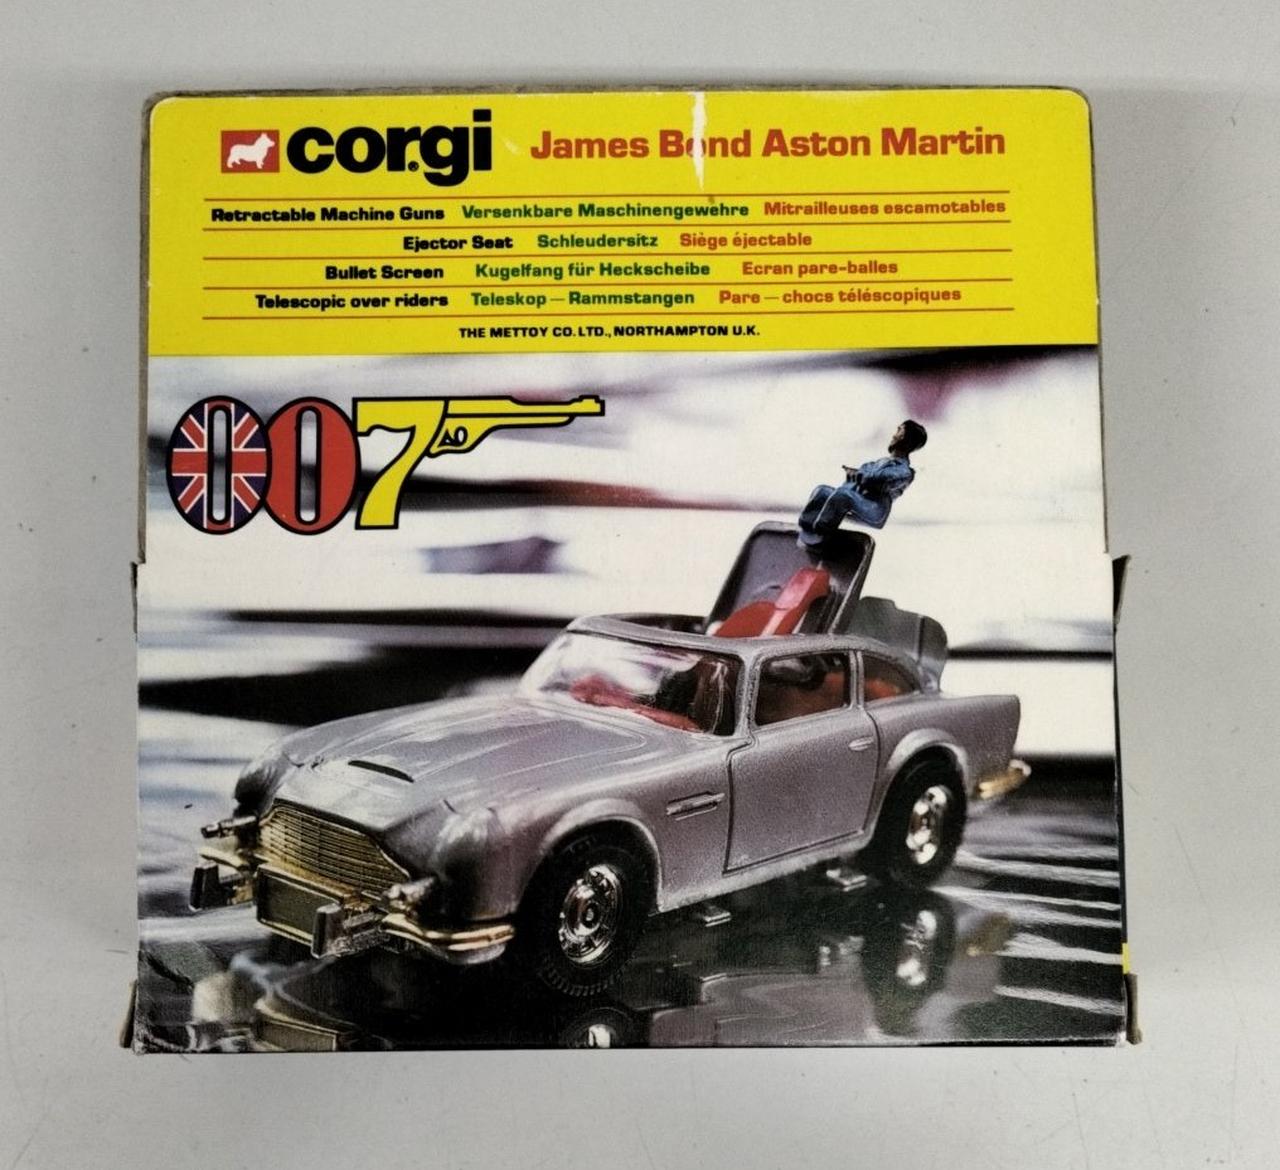 corgi James Bond Aston Martin
Retractable Machine Guns Versenkbare Maschinengewehre Mitrailleuses escamotables
Ejector Seat Schleudersitz Siège éjectable
Bullet Screen Kugelfang für Heckscheibe Ecran pare-balles
Telescopic over riders Teleskop — Rammstangen Pare — chocs téléscopiques
THE METTOY CO. LTD., NORTHAMPTON U.K.
007